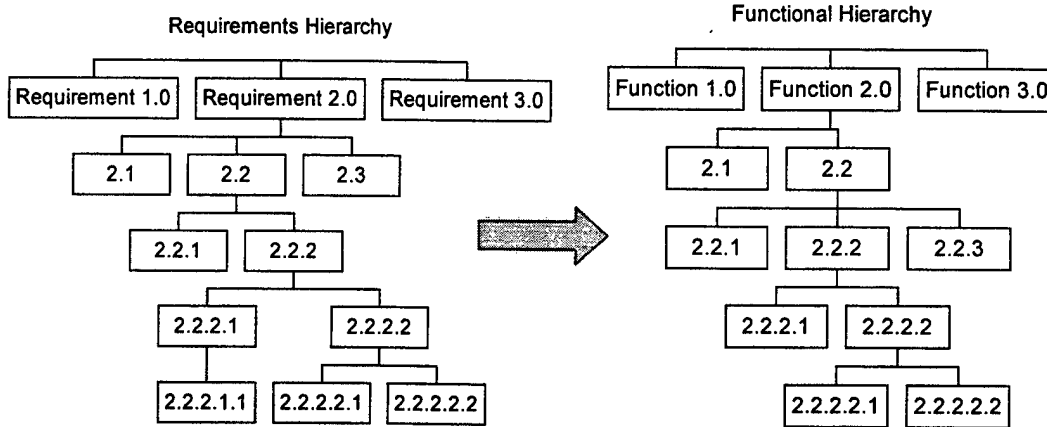 Requirements Hierarchy
Functional Hierarchy
Requirement 1.0 Requirement 2.0 Requirement 3.0
Function 1.0 Function 2.0 Function 3.0
2.1 2.2 2.3
2.1 2.2
2.2.1 2.2.2
2.2.1 2.2.2 2.2.3
2.2.2.1 2.2.2.2
2.2.2.1 2.2.2.2
2.2.2.1.1 2.2.2.2.1 2.2.2.2.2
2.2.2.2.1 2.2.2.2.2